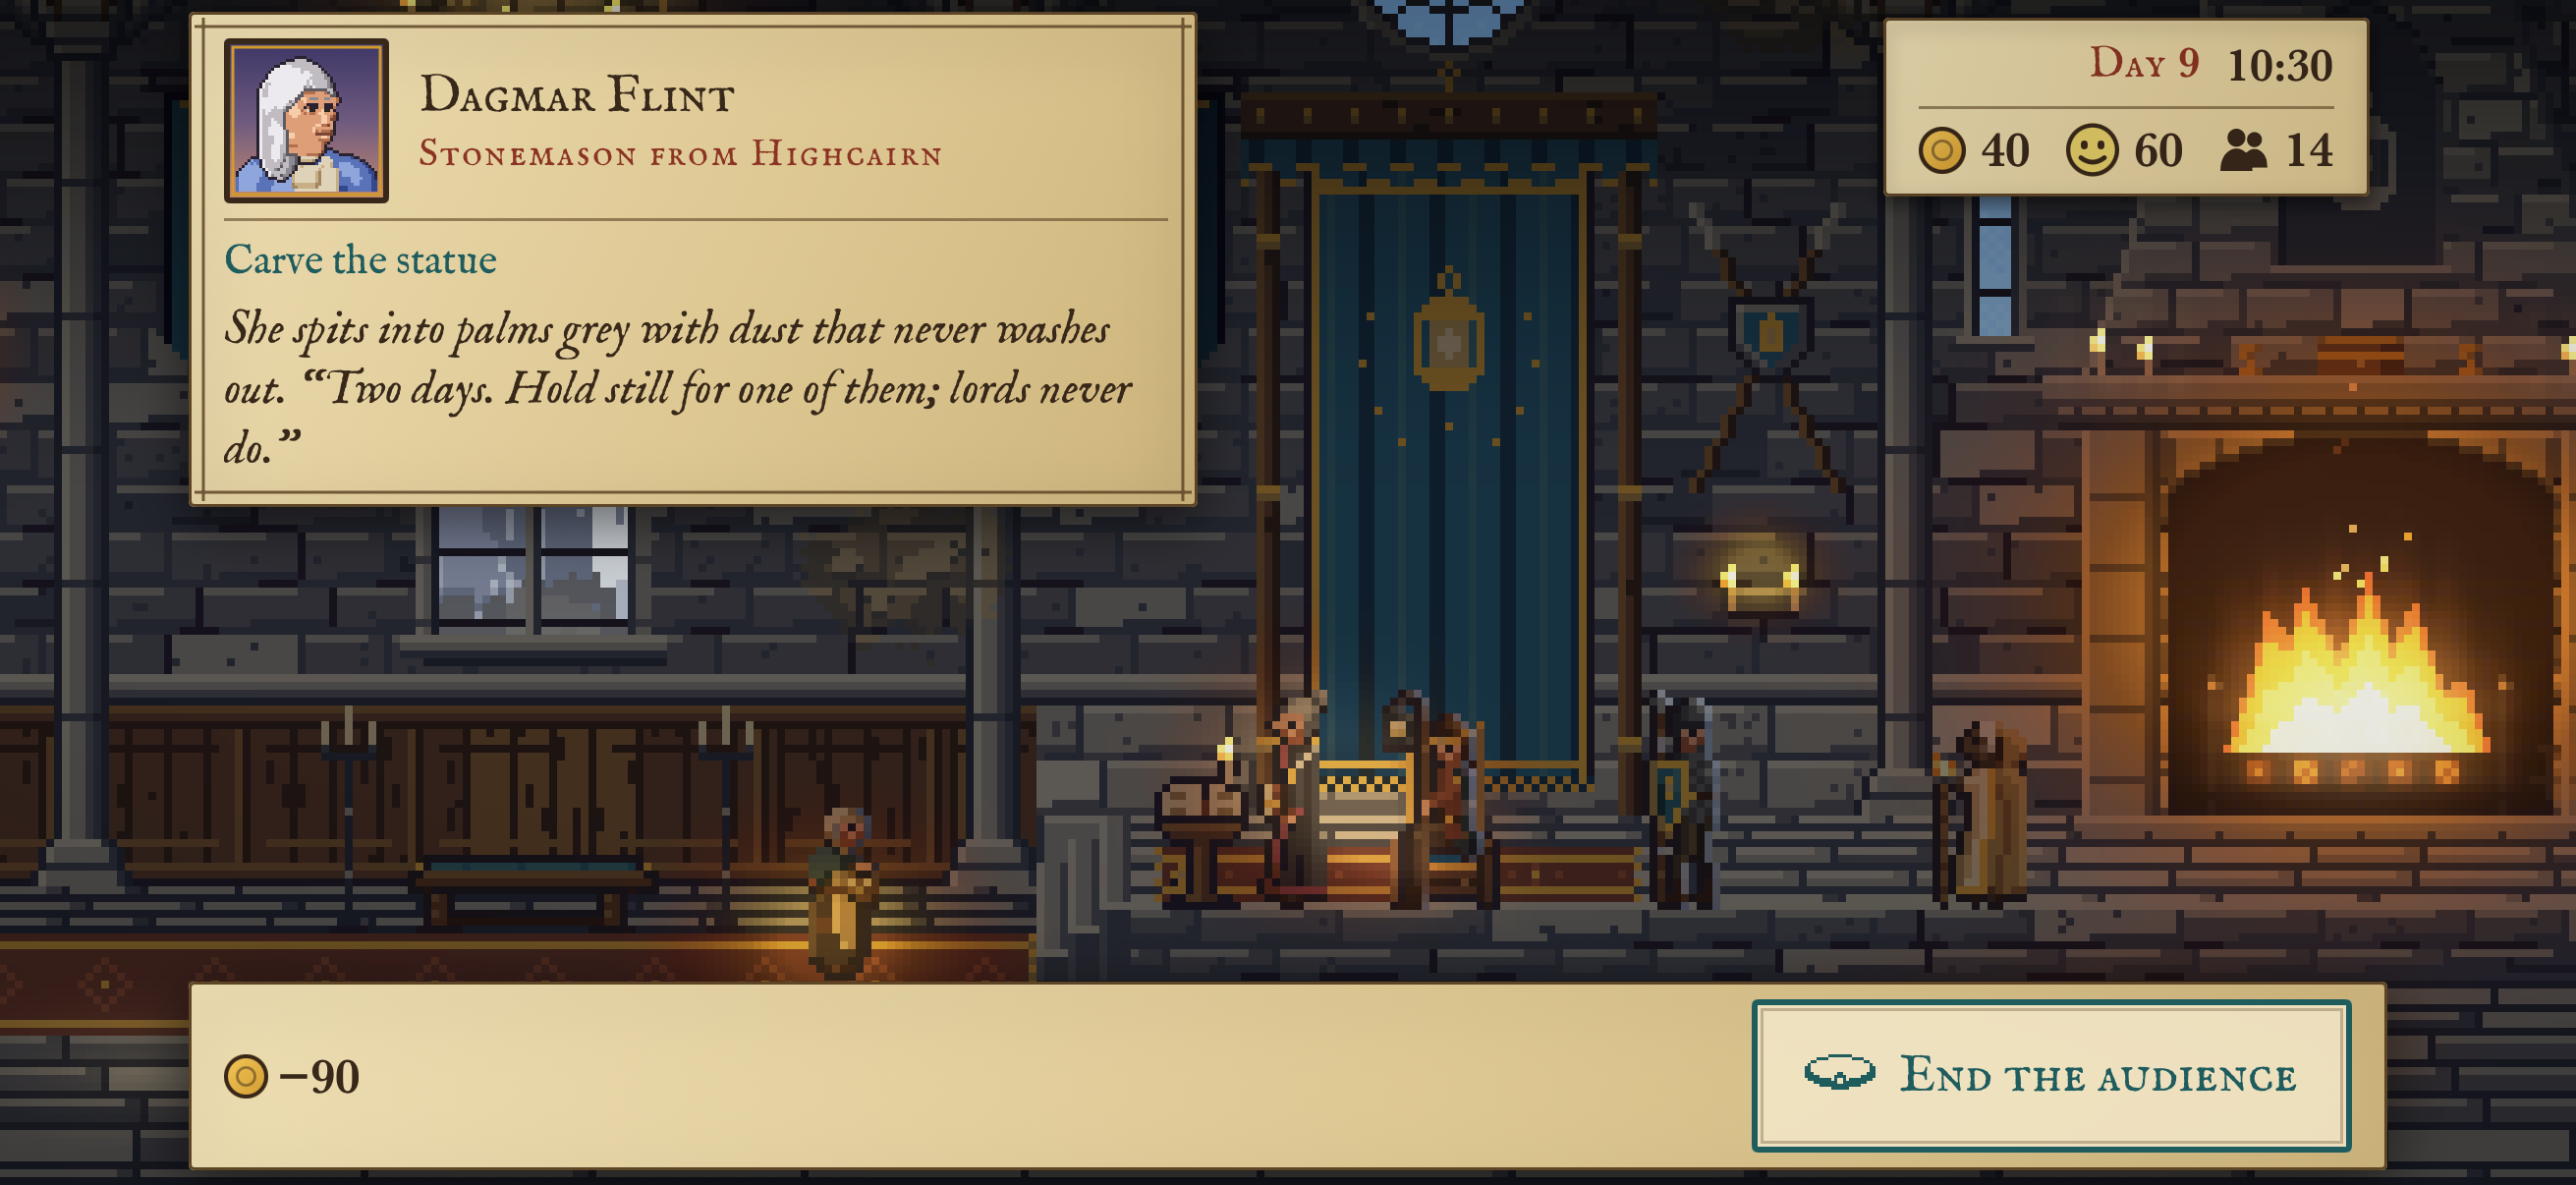 Dagmar Flint
Stonemason from Highcairn
Carve the statue
She spits into palms grey with dust that never washes
out. “Two days. Hold still for one of them; lords never
do.”
Day 9 10:30
40 60 14
−90
End the audience